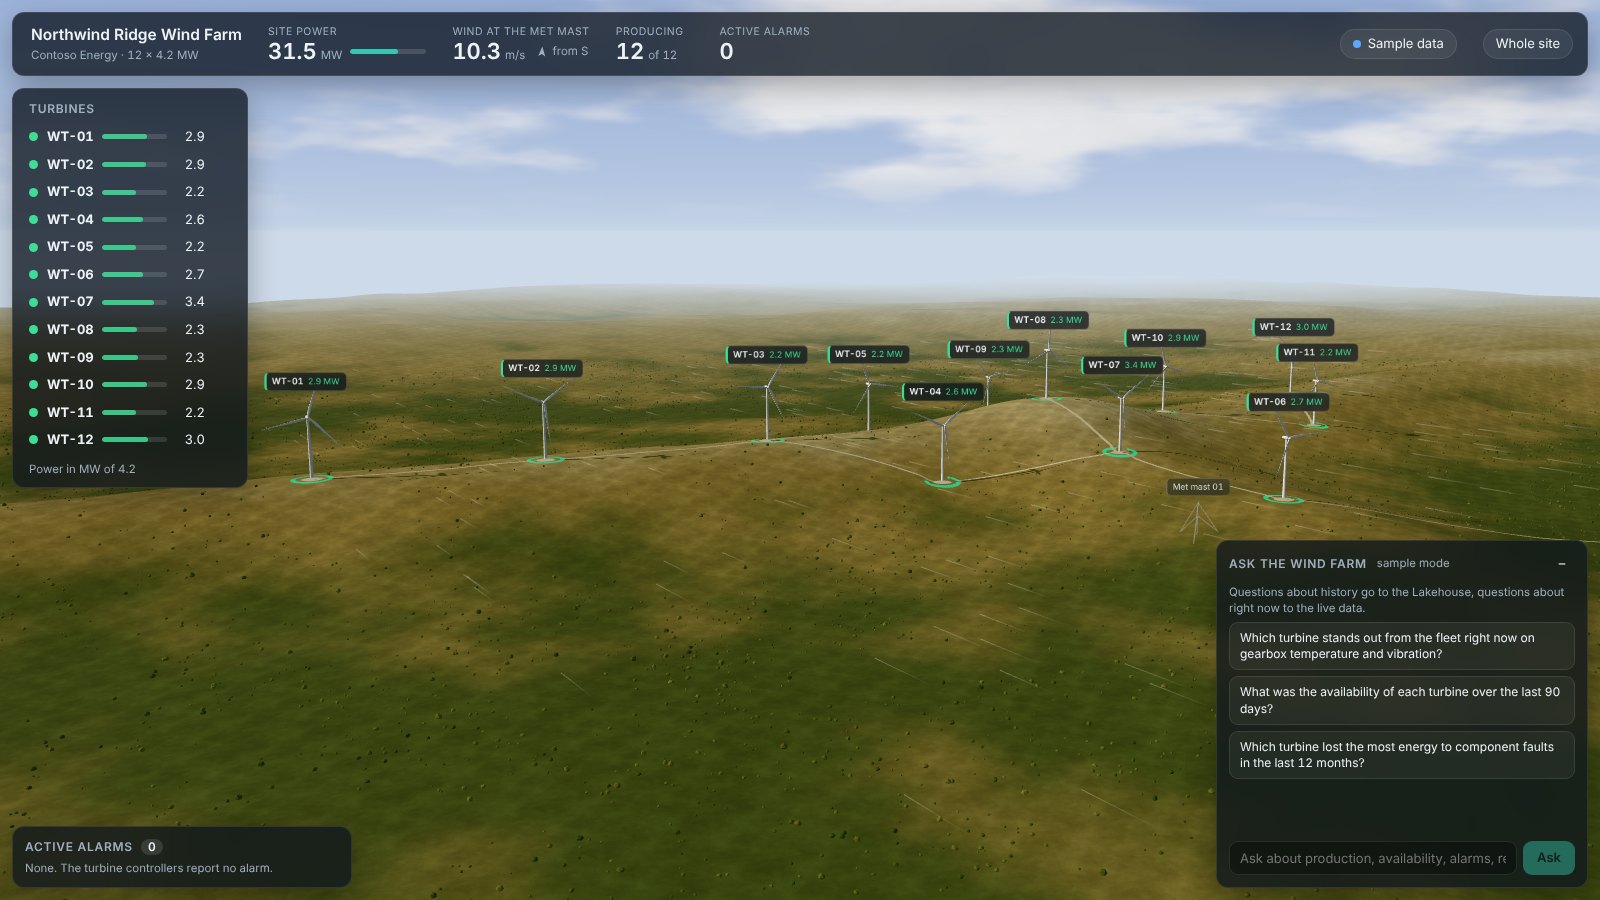 Northwind Ridge Wind Farm
Contoso Energy · 12 × 4.2 MW
SITE POWER
31.5 MW
WIND AT THE MET MAST
10.3 m/s from S
PRODUCING
12 of 12
ACTIVE ALARMS
0
Sample data
Whole site
TURBINES
WT-01 2.9
WT-02 2.9
WT-03 2.2
WT-04 2.6
WT-05 2.2
WT-06 2.7
WT-07 3.4
WT-08 2.3
WT-09 2.3
WT-10 2.9
WT-11 2.2
WT-12 3.0
Power in MW of 4.2
WT-08 2.3 MW
WT-12 3.0 MW
WT-10 2.9 MW
WT-09 2.3 MW
WT-11 2.2 MW
WT-03 2.2 MW
WT-05 2.2 MW
WT-07 3.4 MW
WT-02 2.9 MW
WT-01 2.9 MW
WT-04 2.6 MW
WT-06 2.7 MW
Met mast 01
ASK THE WIND FARM sample mode –
Questions about history go to the Lakehouse, questions about
right now to the live data.
Which turbine stands out from the fleet right now on
gearbox temperature and vibration?
What was the availability of each turbine over the last 90
days?
Which turbine lost the most energy to component faults
in the last 12 months?
Ask about production, availability, alarms, re
Ask
ACTIVE ALARMS 0
None. The turbine controllers report no alarm.